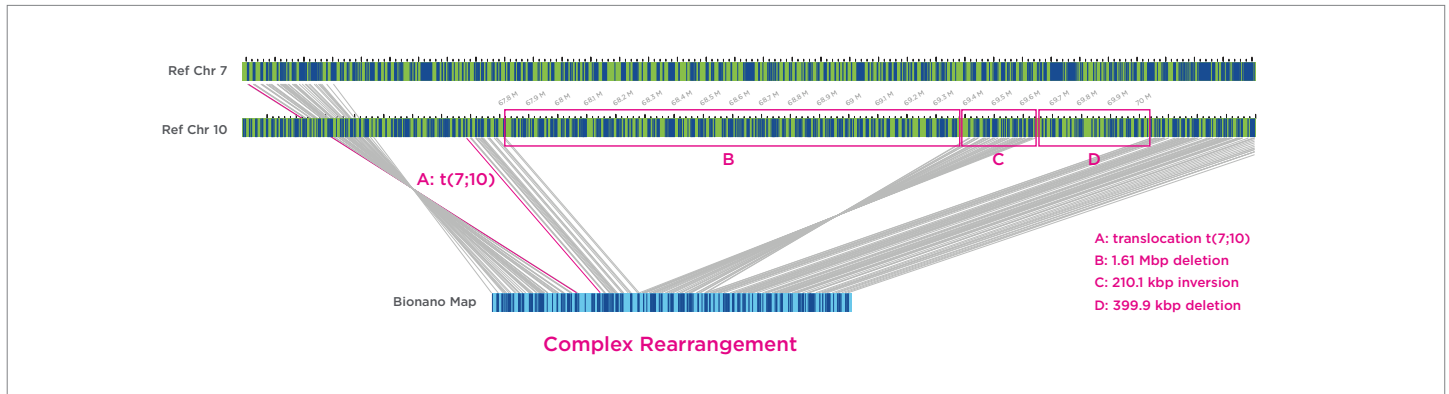 Ref Chr 7
67.8 M 67.9 M 68 M 68.1 M 68.2 M 68.3 M 68.4 M 68.5 M 68.6 M 68.7 M 68.8 M 68.9 M 69 M 69.1 M 69.2 M 69.3 M 69.4 M 69.5 M 69.6 M 69.7 M 69.8 M 69.9 M 70 M
Ref Chr 10
B
C
D
A: t(7;10)
A: translocation t(7;10)
B: 1.61 Mbp deletion
C: 210.1 kbp inversion
D: 399.9 kbp deletion
Bionano Map
Complex Rearrangement